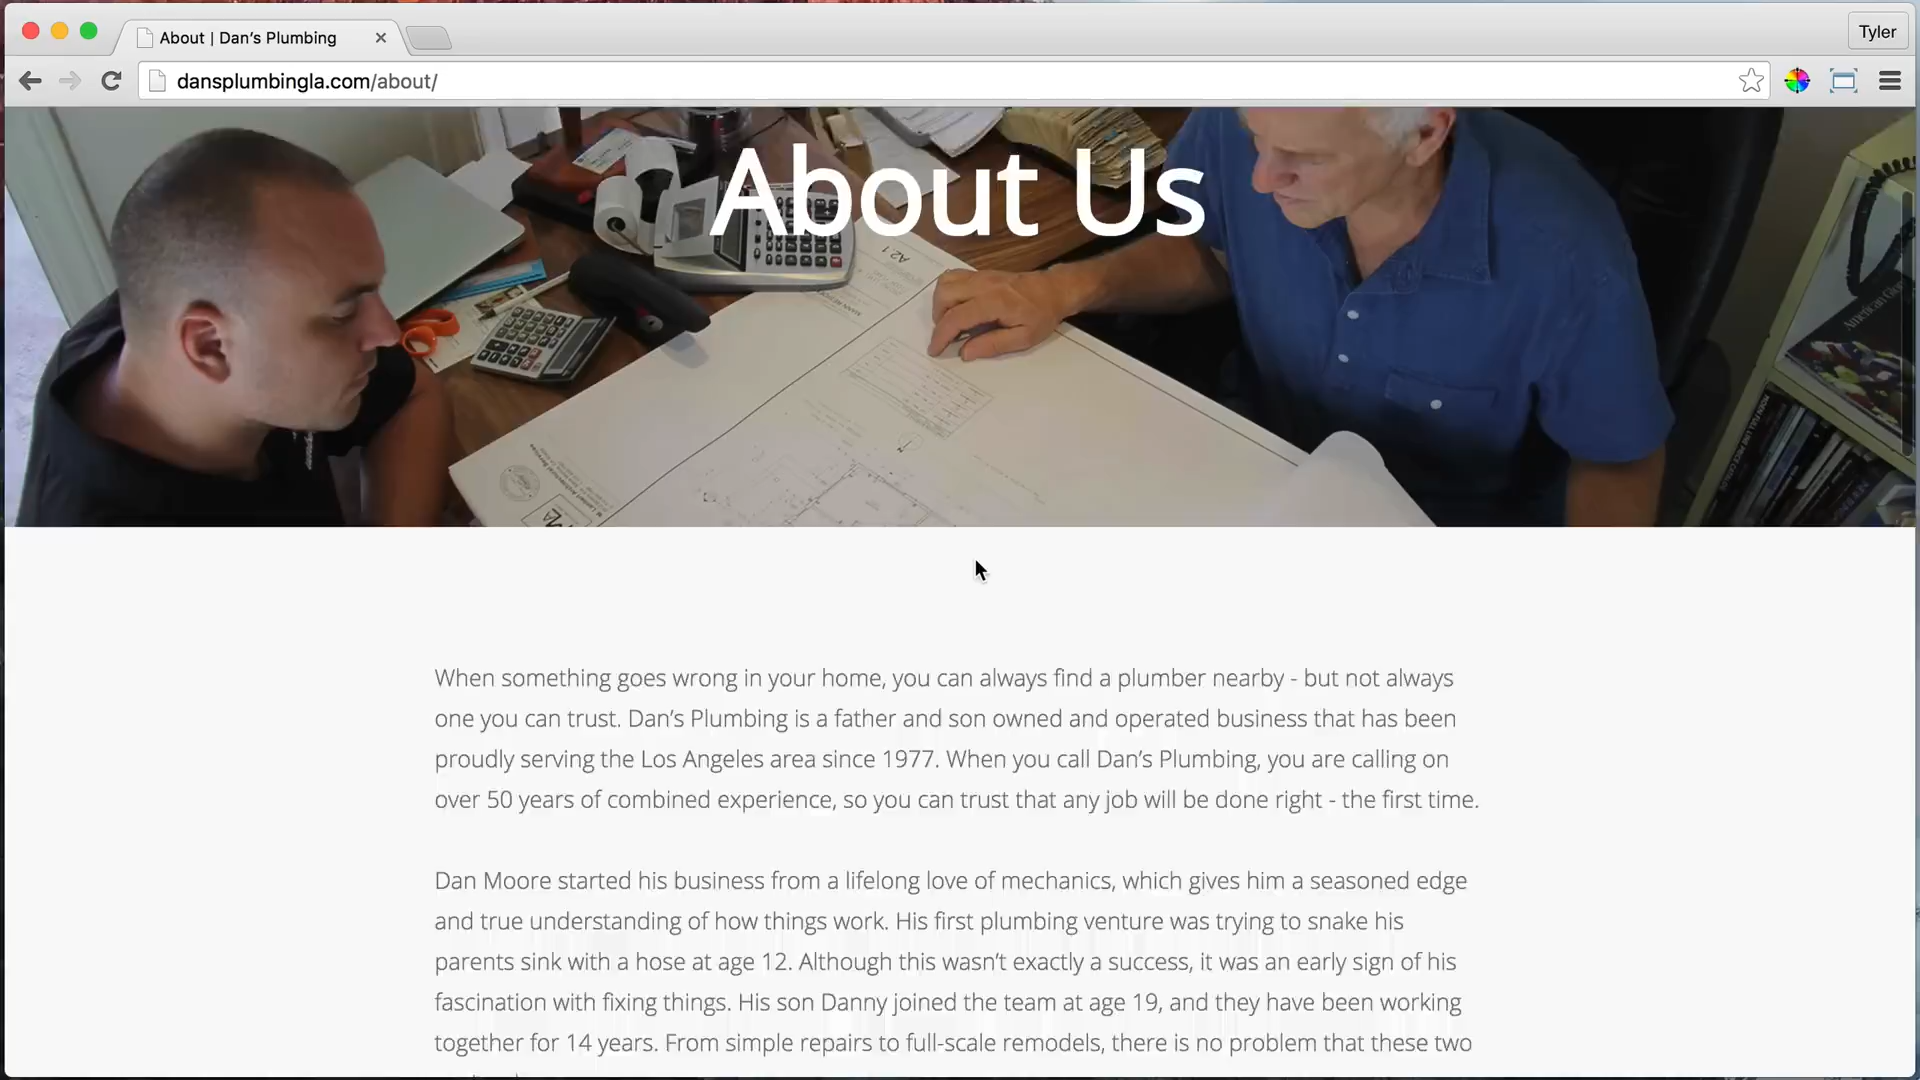 About | Dan's Plumbing
Tyler
dansplumbingla.com/about/
About Us
A2.1
When something goes wrong in your home, you can always find a plumber nearby - but not always
one you can trust. Dan's Plumbing is a father and son owned and operated business that has been
proudly serving the Los Angeles area since 1977. When you call Dan's Plumbing, you are calling on
over 50 years of combined experience, so you can trust that any job will be done right - the first time.
Dan Moore started his business from a lifelong love of mechanics, which gives him a seasoned edge
and true understanding of how things work. His first plumbing venture was trying to snake his
parents sink with a hose at age 12. Although this wasn't exactly a success, it was an early sign of his
fascination with fixing things. His son Danny joined the team at age 19, and they have been working
together for 14 years. From simple repairs to full-scale remodels, there is no problem that these two